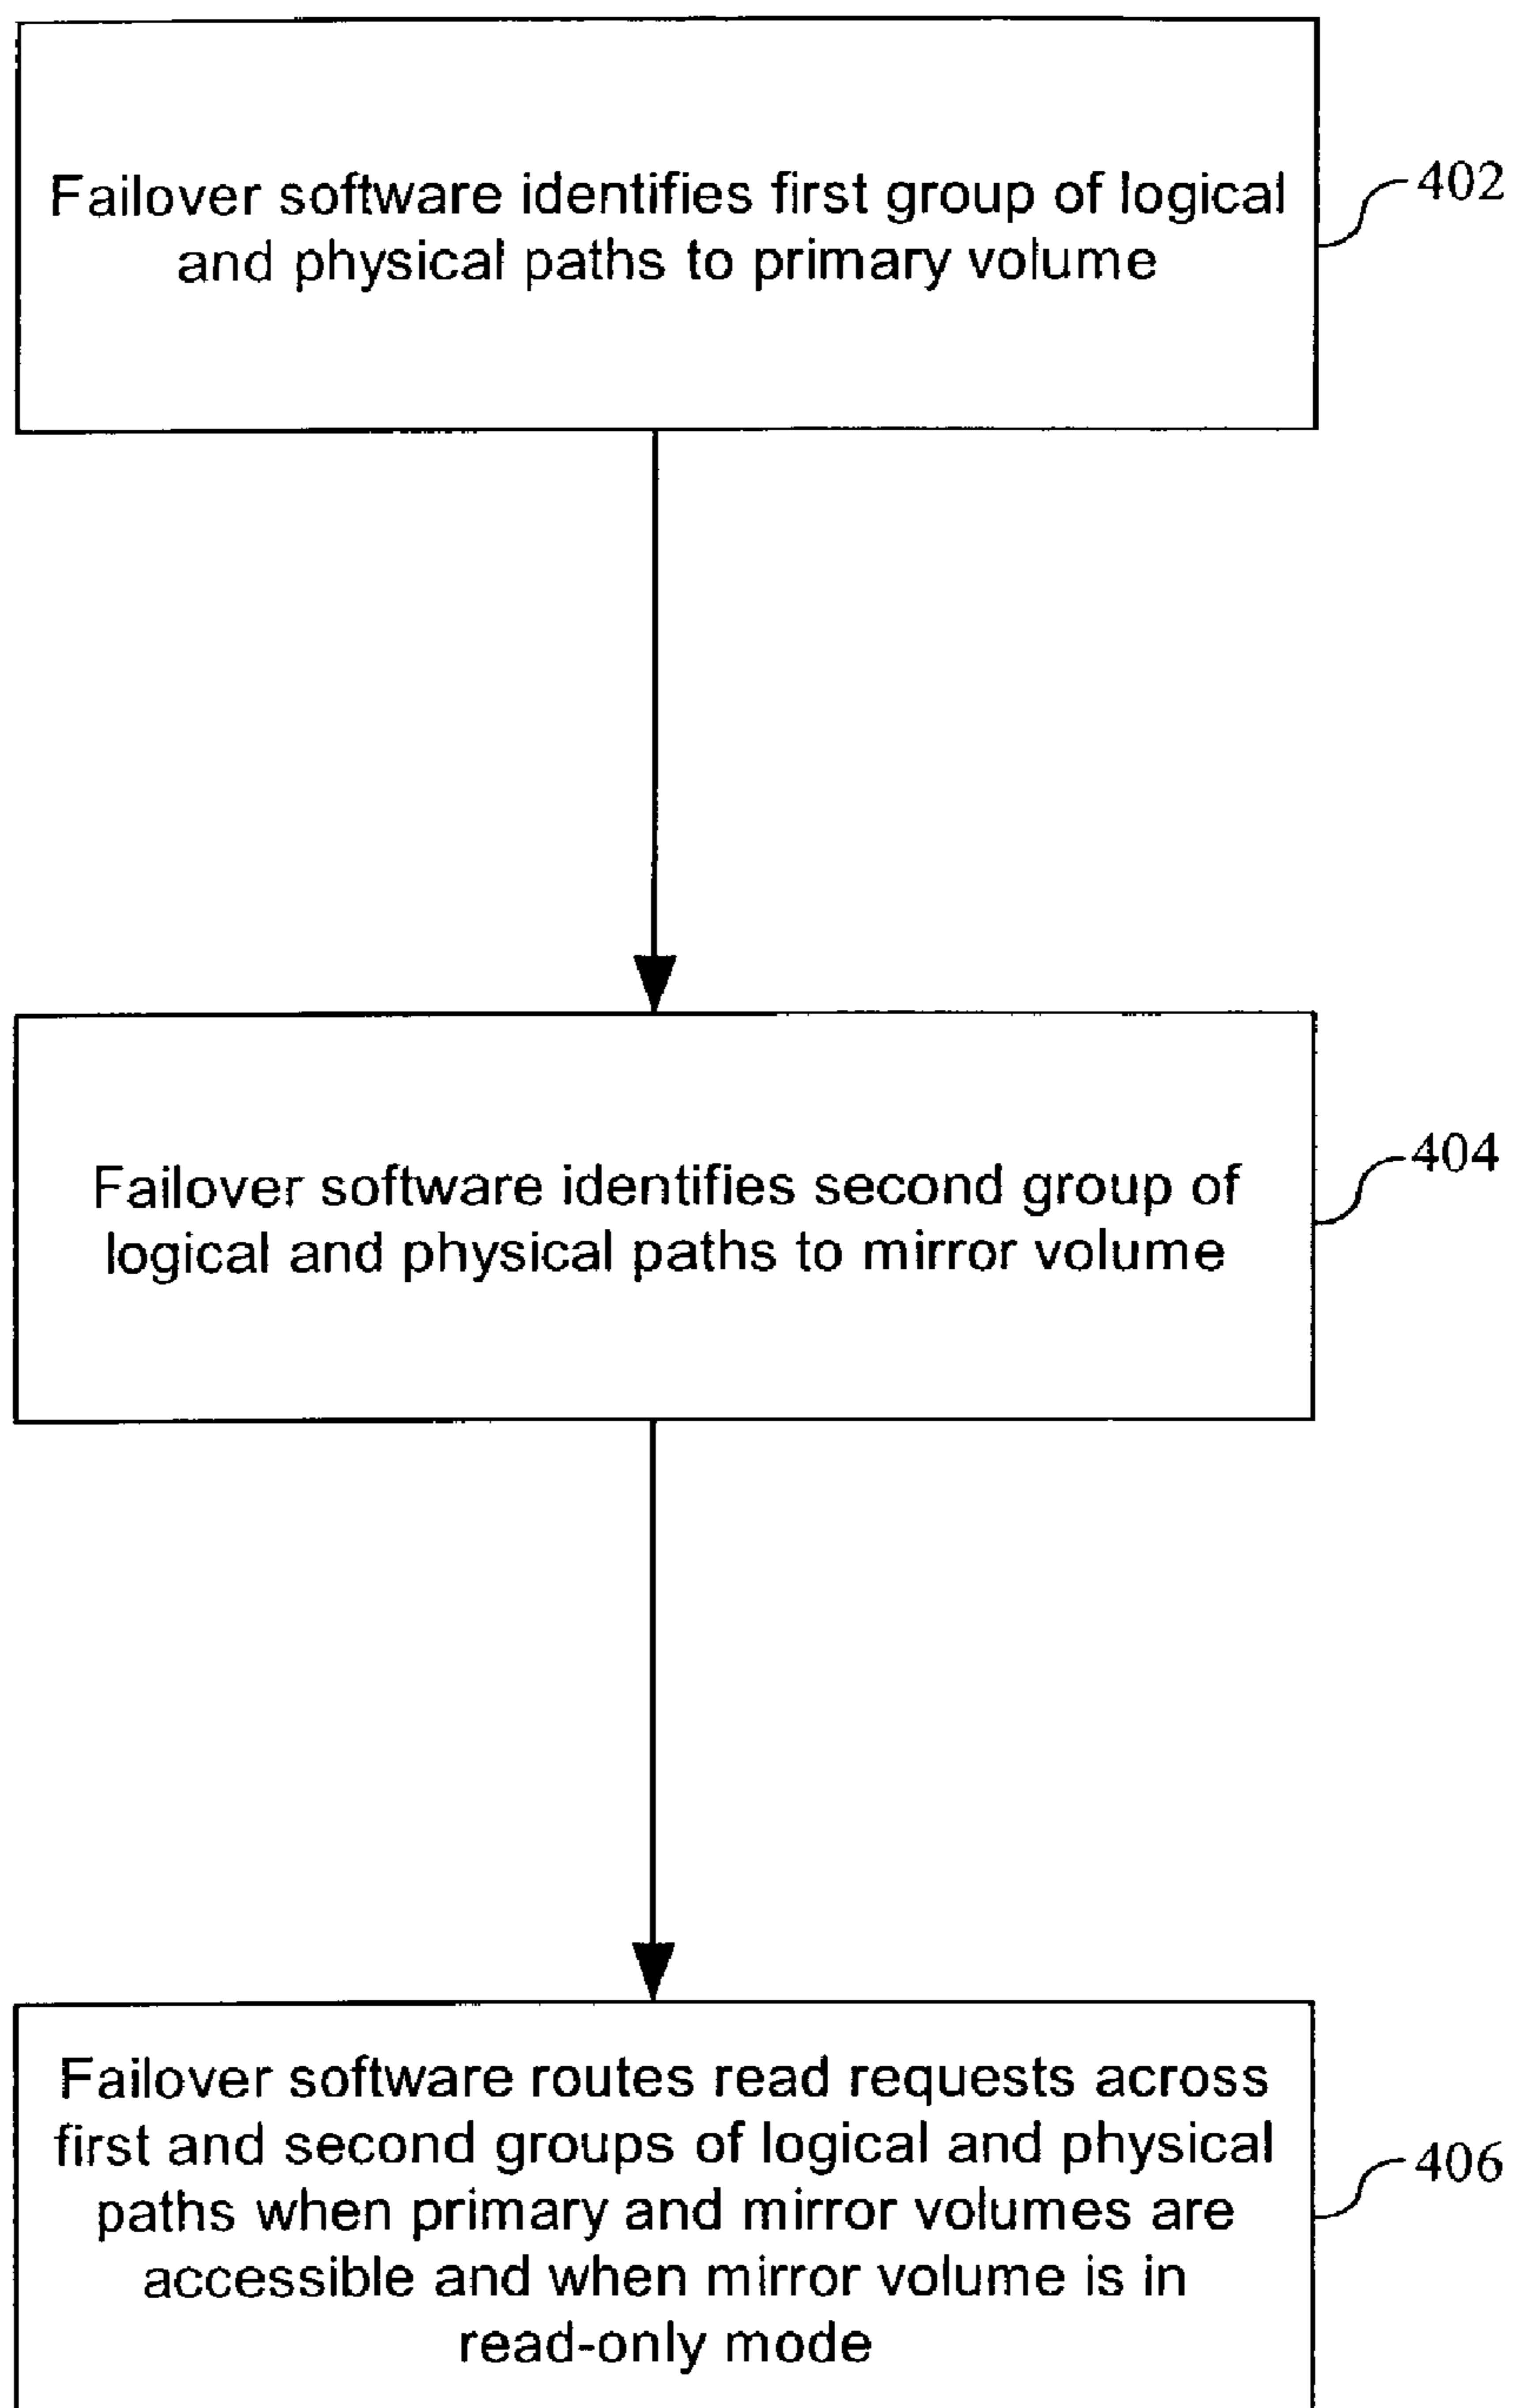 Failover software identifies first group of logical
and physical paths to primary volume
402
Failover software identifies second group of
logical and physical paths to mirror volume
404
Failover software routes read requests across
first and second groups of logical and physical
paths when primary and mirror volumes are
accessible and when mirror volume is in
read-only mode
406